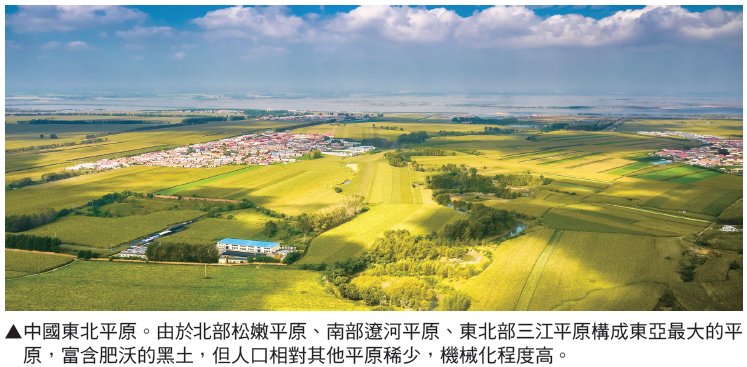 ▲中國東北平原。由於北部松嫩平原、南部遼河平原、東北部三江平原構成東亞最大的平
原，富含肥沃的黑土，但人口相對其他平原稀少，機械化程度高。